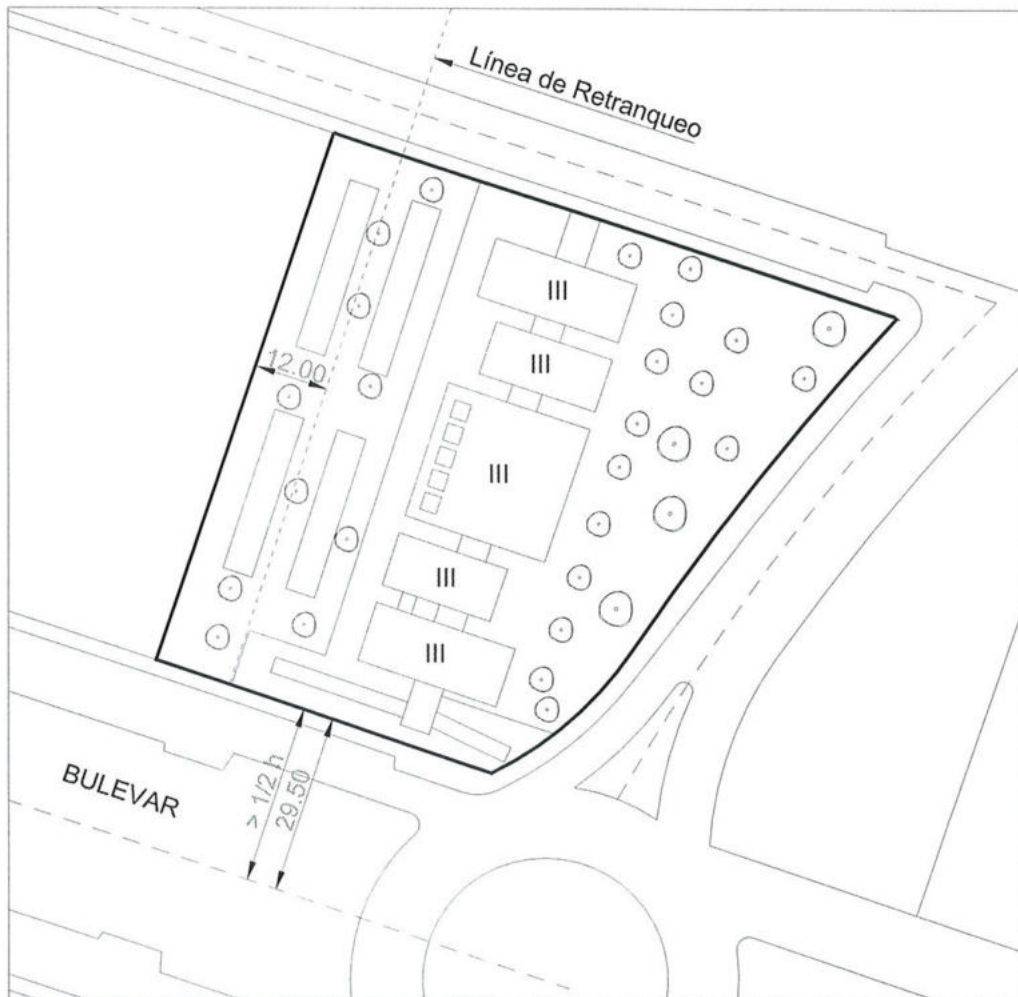 Línea de Retranqueo
III
III
12.00
III
III
III
BULEVAR
> 1/2 h
29.50